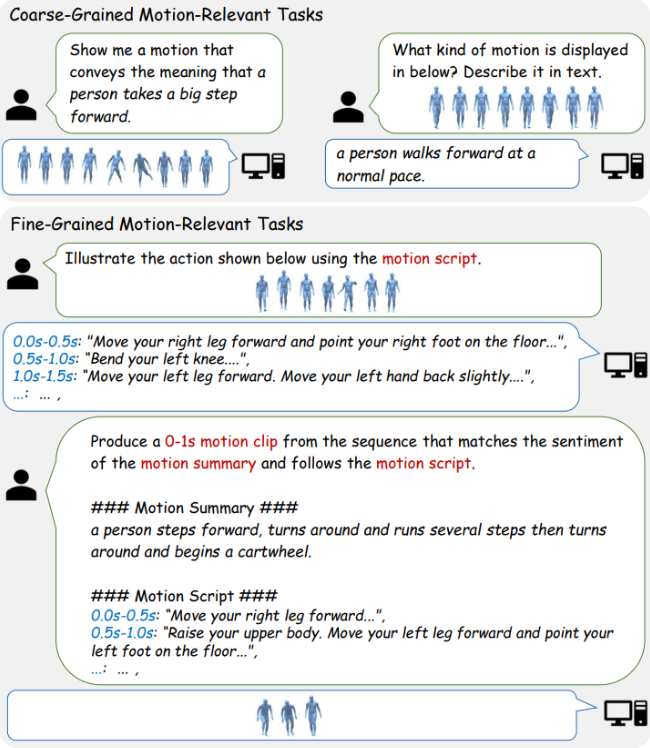 Coarse-Grained Motion-Relevant Tasks
Show me a motion that
conveys the meaning that a
person takes a big step
forward.
What kind of motion is displayed
in below? Describe it in text.
a person walks forward at a
normal pace.
Fine-Grained Motion-Relevant Tasks
Illustrate the action shown below using the motion script.
0.0s-0.5s: "Move your right leg forward and point your right foot on the floor...",
0.5s-1.0s: "Bend your left knee....",
1.0s-1.5s: "Move your left leg forward. Move your left hand back slightly....",
...: ... ,
Produce a 0-1s motion clip from the sequence that matches the sentiment
of the motion summary and follows the motion script.
### Motion Summary ###
a person steps forward, turns around and runs several steps then turns
around and begins a cartwheel.
### Motion Script ###
0.0s-0.5s: "Move your right leg forward...",
0.5s-1.0s: "Raise your upper body. Move your left leg forward and point your
left foot on the floor...",
...: ... ,